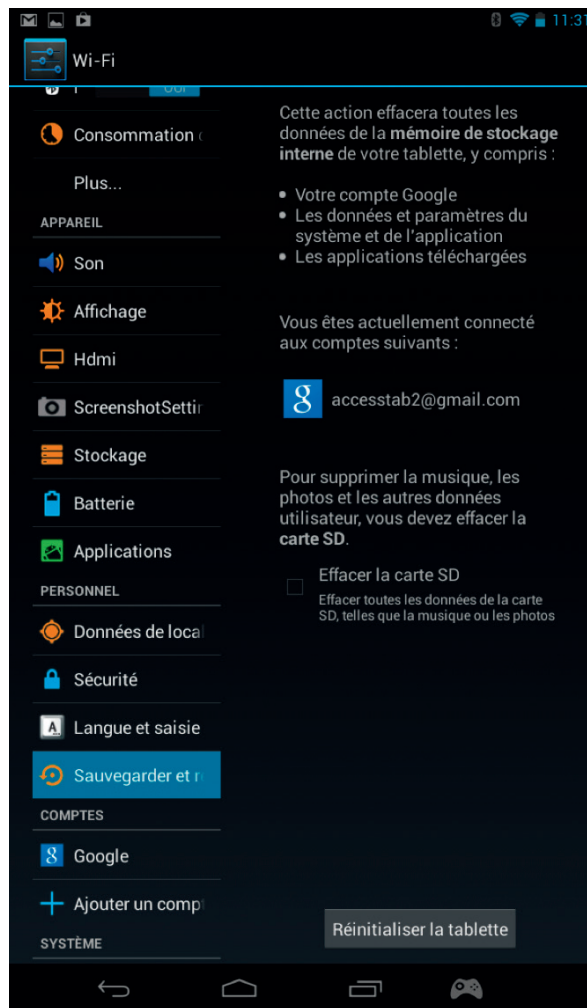 11:31
Wi-Fi
Consommation
Plus...
APPAREIL
Son
Affichage
Hdmi
ScreenshotSettin
Stockage
Batterie
Applications
PERSONNEL
Données de local
Sécurité
Langue et saisie
Sauvegarder et r
COMPTES
Google
Ajouter un compt
SYSTÈME
Cette action effacera toutes les
données de la mémoire de stockage
interne de votre tablette, y compris :
• Votre compte Google
• Les données et paramètres du
système et de l'application
• Les applications téléchargées
Vous êtes actuellement connecté
aux comptes suivants :
g accesstab2@gmail.com
Pour supprimer la musique, les
photos et les autres données
utilisateur, vous devez effacer la
carte SD.
Effacer la carte SD
Effacer toutes les données de la carte
SD, telles que la musique ou les photos
Réinitialiser la tablette